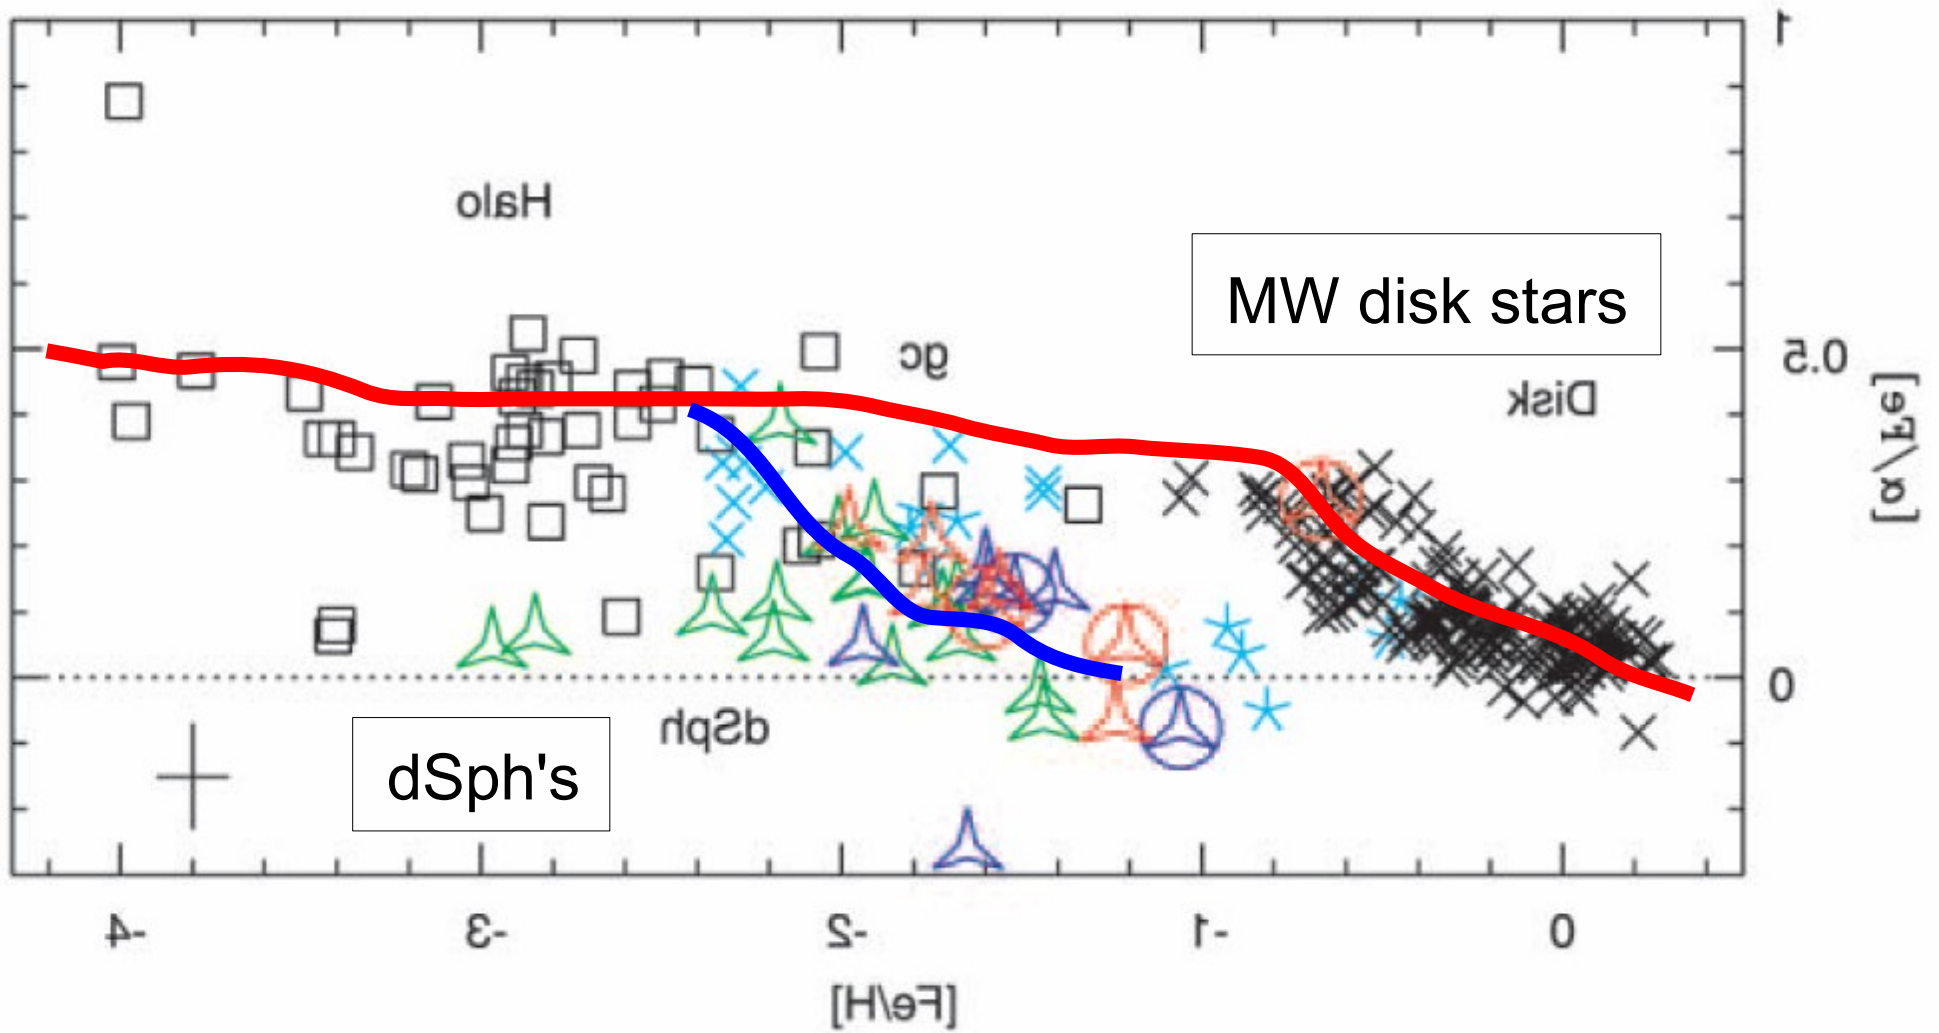 1
Halo
MW disk stars
gc
0.5
Disk
[α/Fe]
0
dSph
dSph's
-4
-3
-2
-1
0
[Fe/H]